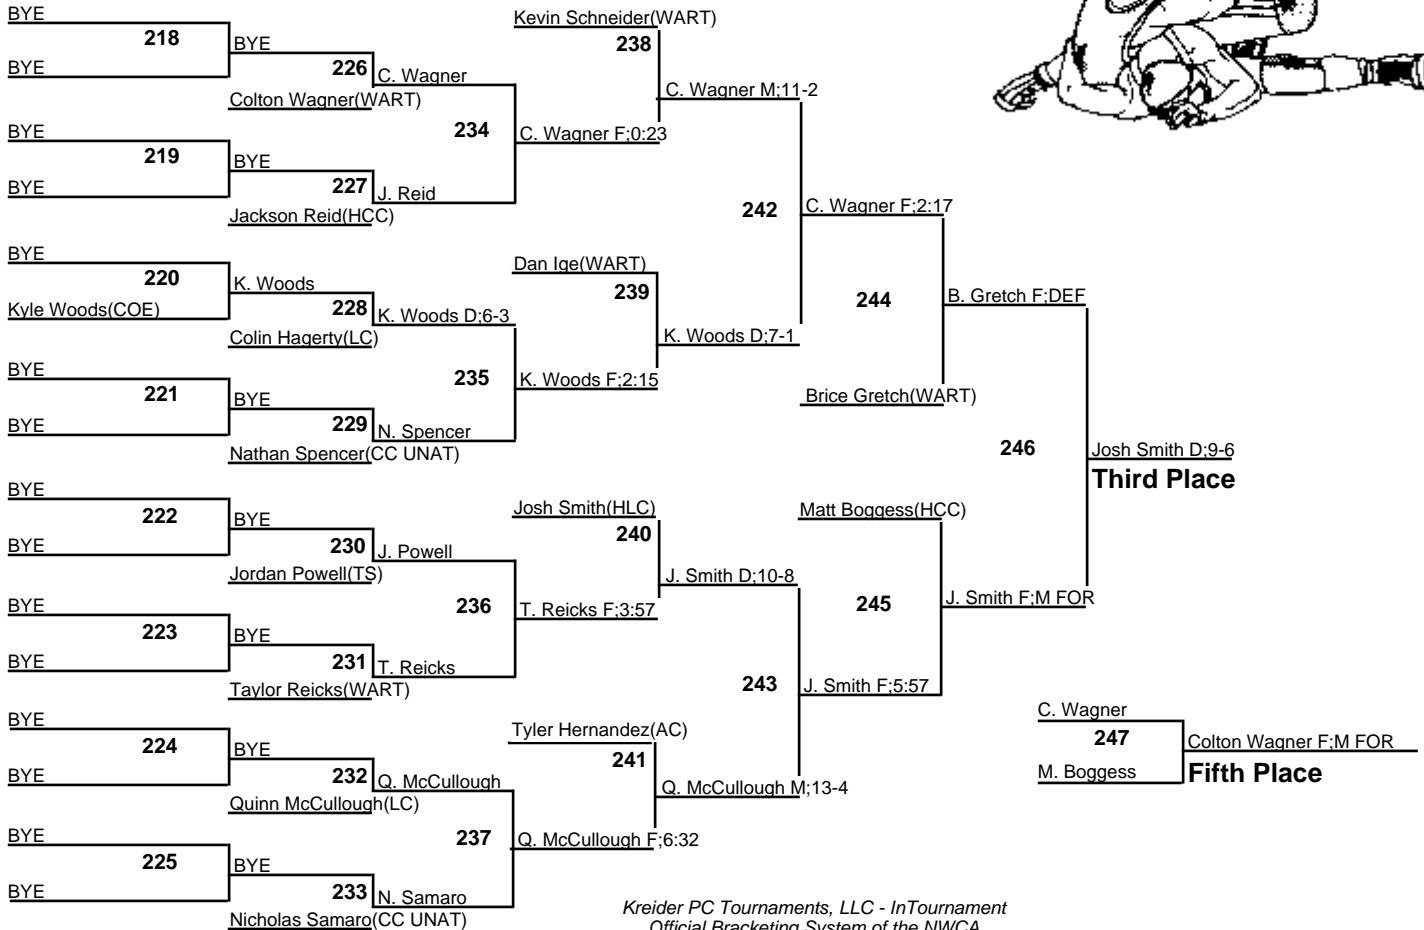 BYE
218
BYE
BYE
226
C. Wagner
Colton Wagner(WART)
BYE
219
BYE
BYE
227
J. Reid
Jackson Reid(HCC)
234
C. Wagner F;0:23
Kevin Schneider(WART)
238
C. Wagner M;11-2
BYE
220
Kyle Woods(COE)
K. Woods
228
K. Woods D;6-3
Colin Hagerty(LC)
BYE
221
BYE
BYE
229
N. Spencer
Nathan Spencer(CC UNAT)
235
K. Woods F;2:15
Dan Ige(WART)
239
K. Woods D;7-1
242
C. Wagner F;2:17
244
Brice Gretch(WART)
B. Gretch F;DEF
BYE
222
BYE
BYE
230
J. Powell
Jordan Powell(TS)
BYE
223
BYE
BYE
231
T. Reicks
Taylor Reicks(WART)
236
T. Reicks F;3:57
Josh Smith(HLC)
240
J. Smith D;10-8
BYE
224
BYE
BYE
232
Q. McCullough
Quinn McCullough(LC)
BYE
225
BYE
BYE
233
N. Samaro
Nicholas Samaro(CC UNAT)
237
Q. McCullough F;6:32
Tyler Hernandez(AC)
241
Q. McCullough M;13-4
243
J. Smith F;5:57
Matt Boggess(HCC)
245
J. Smith F;M FOR
246
Josh Smith D;9-6
Third Place
C. Wagner
247
M. Boggess
Colton Wagner F;M FOR
Fifth Place
Kreider PC Tournaments, LLC - InTournament
Official Bracketing System of the NWCA